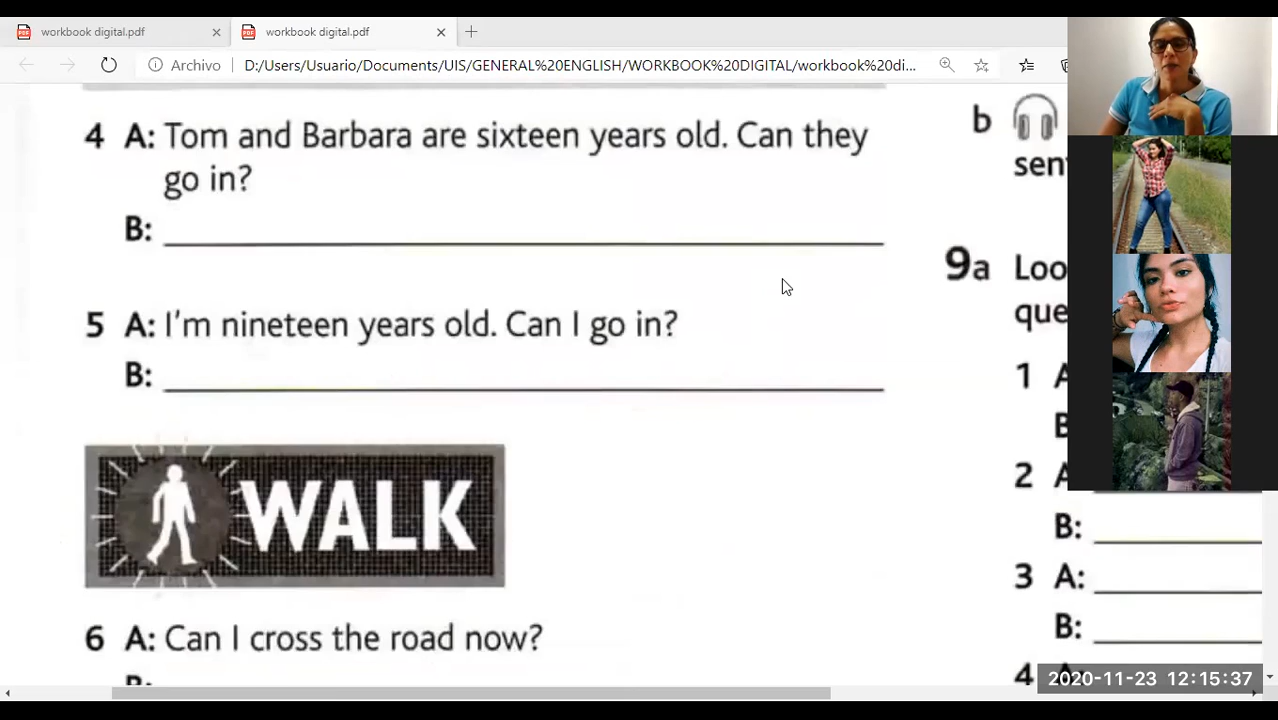 workbook digital.pdf
workbook digital.pdf
Archivo
D:/Users/Usuario/Documents/UIS/GENERAL%20ENGLISH/WORKBOOK%20DIGITAL/workbook%20di...
4 A: Tom and Barbara are sixteen years old. Can they
go in?
B:
5 A: I'm nineteen years old. Can I go in?
B:
WALK
6 A: Can I cross the road now?
b
9a
1
2
B:
3 A:
B:
4
2020-11-23 12:15:37